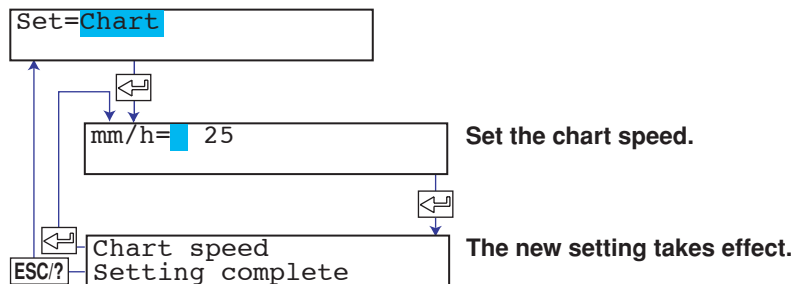 Set=Chart
mm/h= 25
Set the chart speed.
Chart speed
Setting complete
The new setting takes effect.
ESC/?